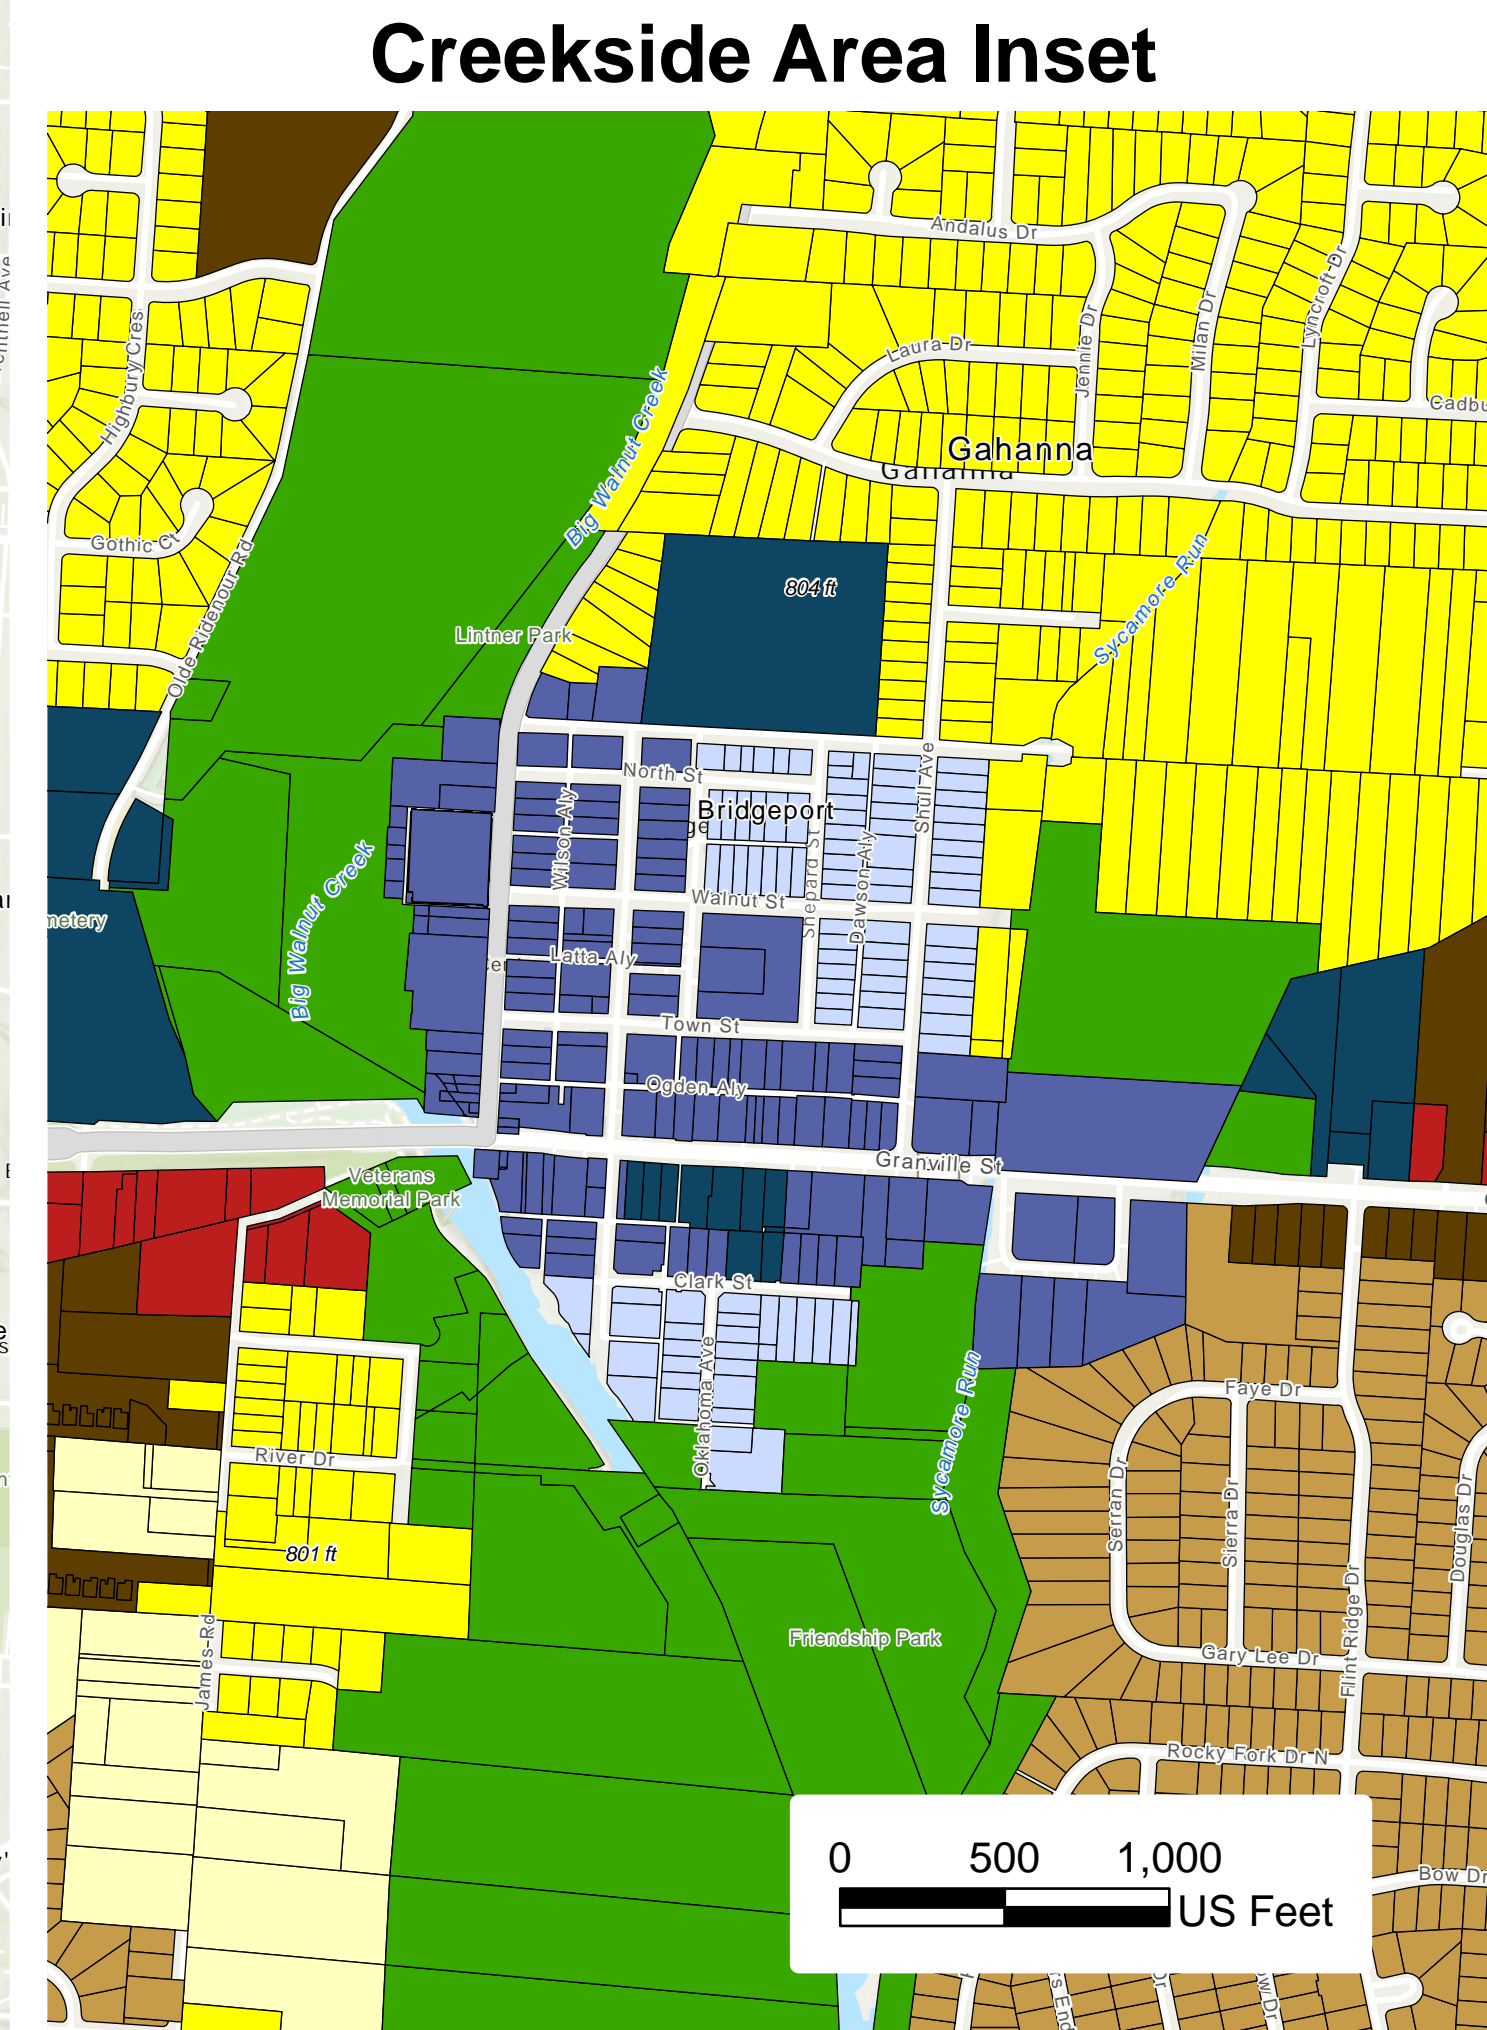 Creekside Area Inset
Andalus Dr
Highbury Cres
Laura Dr
Jennie Dr
Milan Dr
Lyncroft Dr
Big Walnut Creek
Gahanna
Gahanna
Gothic Ct
Olde Ridenour Rd
804 ft
Sycamore Run
Lintner Park
North St
Wilson Aly
Bridgeport
Shull Ave
Shepard St
Dawson Aly
Walnut St
Big Walnut Creek
Latta Aly
Town St
Ogden Aly
Granville St
Veterans
Memorial Park
Clark St
Oklahoma Ave
Sycamore Run
Faye Dr
River Dr
Serran Dr
Sierra Dr
Douglas Dr
801 ft
Flint Ridge Dr
James Rd
Friendship Park
Gary Lee Dr
Rocky Fork Dr N
Bow Dr
0 500 1,000
US Feet